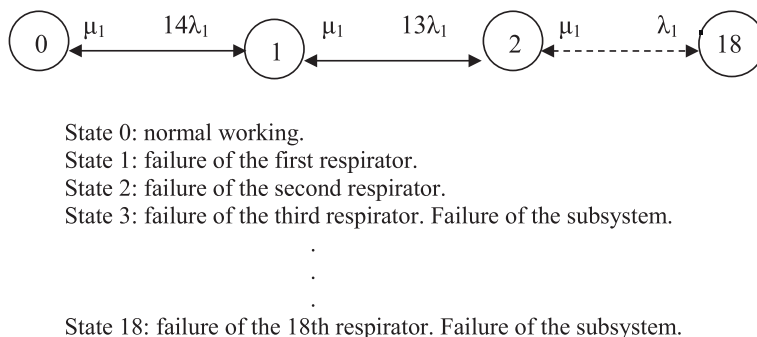 0 μ₁ 14λ₁ 1 μ₁ 13λ₁ 2 μ₁ λ₁ 18
State 0: normal working.
State 1: failure of the first respirator.
State 2: failure of the second respirator.
State 3: failure of the third respirator. Failure of the subsystem.
.
.
.
State 18: failure of the 18th respirator. Failure of the subsystem.